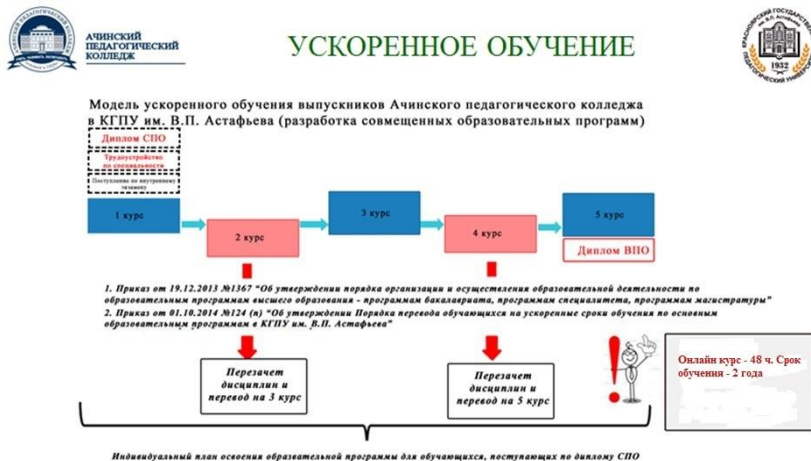 АЧИНСКИЙ
ПЕДАГОГИЧЕСКИЙ
КОЛЛЕДЖ
УСКОРЕННОЕ ОБУЧЕНИЕ
КРАСНОЯРСКИЙ ГОСУДАРСТВЕННЫЙ
им. В.П. Астафьева
1932
ПЕДАГОГИЧЕСКИЙ УНИВЕРСИТЕТ
Модель ускоренного обучения выпускников Ачинского педагогического колледжа
в КГПУ им. В.П. Астафьева (разработка совмещенных образовательных программ)
Диплом СПО
Трудоустройство
по специальности
Поступление по внутреннему
экзамену
1 курс
2 курс
3 курс
4 курс
5 курс
Диплом ВПО
1. Приказ от 19.12.2013 №1367 "Об утверждении порядка организации и осуществления образовательной деятельности по
образовательным программам высшего образования - программам бакалавриата, программам специалитета, программам магистратуры"
2. Приказ от 01.10.2014 №124 (п) "Об утверждении Порядка перевода обучающихся на ускоренные сроки обучения по основным
образовательным программам в КГПУ им. В.П. Астафьева"
Перезачет
дисциплин и
перевод на 3 курс
Перезачет
дисциплин и
перевод на 5 курс
Онлайн курс - 48 ч. Срок
обучения - 2 года
Индивидуальный план освоения образовательной программы для обучающихся, поступающих по диплому СПО